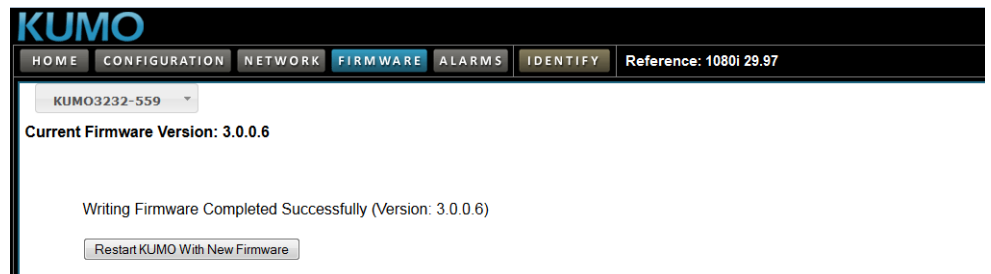 KUMO
HOME CONFIGURATION NETWORK FIRMWARE ALARMS IDENTIFY Reference: 1080i 29.97
KUMO3232-559
Current Firmware Version: 3.0.0.6
Writing Firmware Completed Successfully (Version: 3.0.0.6)
Restart KUMO With New Firmware